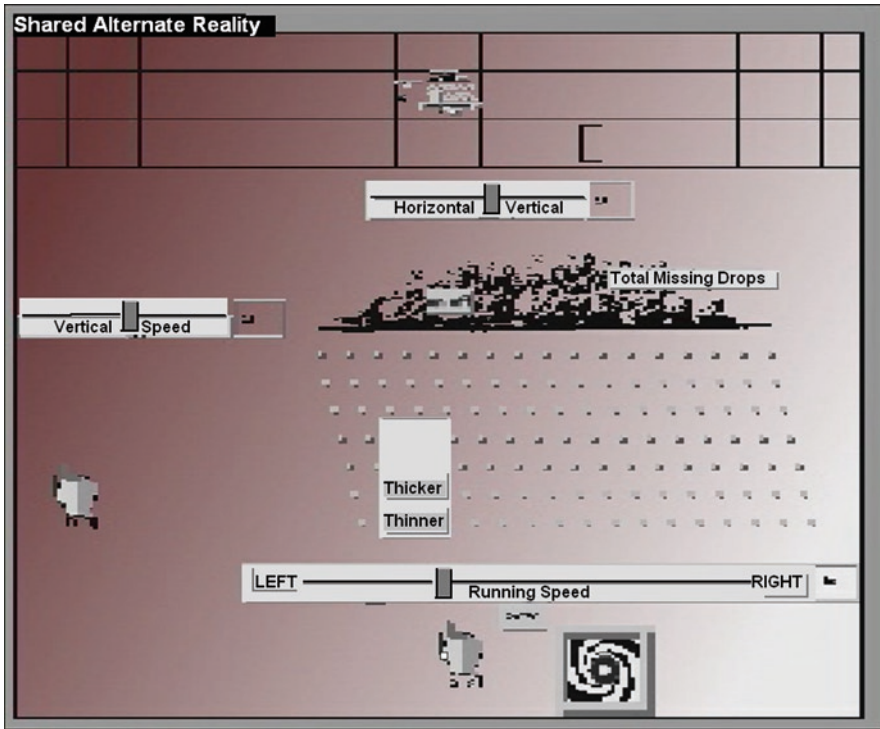 Shared Alternate Reality
Horizontal Vertical
Total Missing Drops
Vertical Speed
Thicker
Thinner
LEFT RIGHT
Running Speed